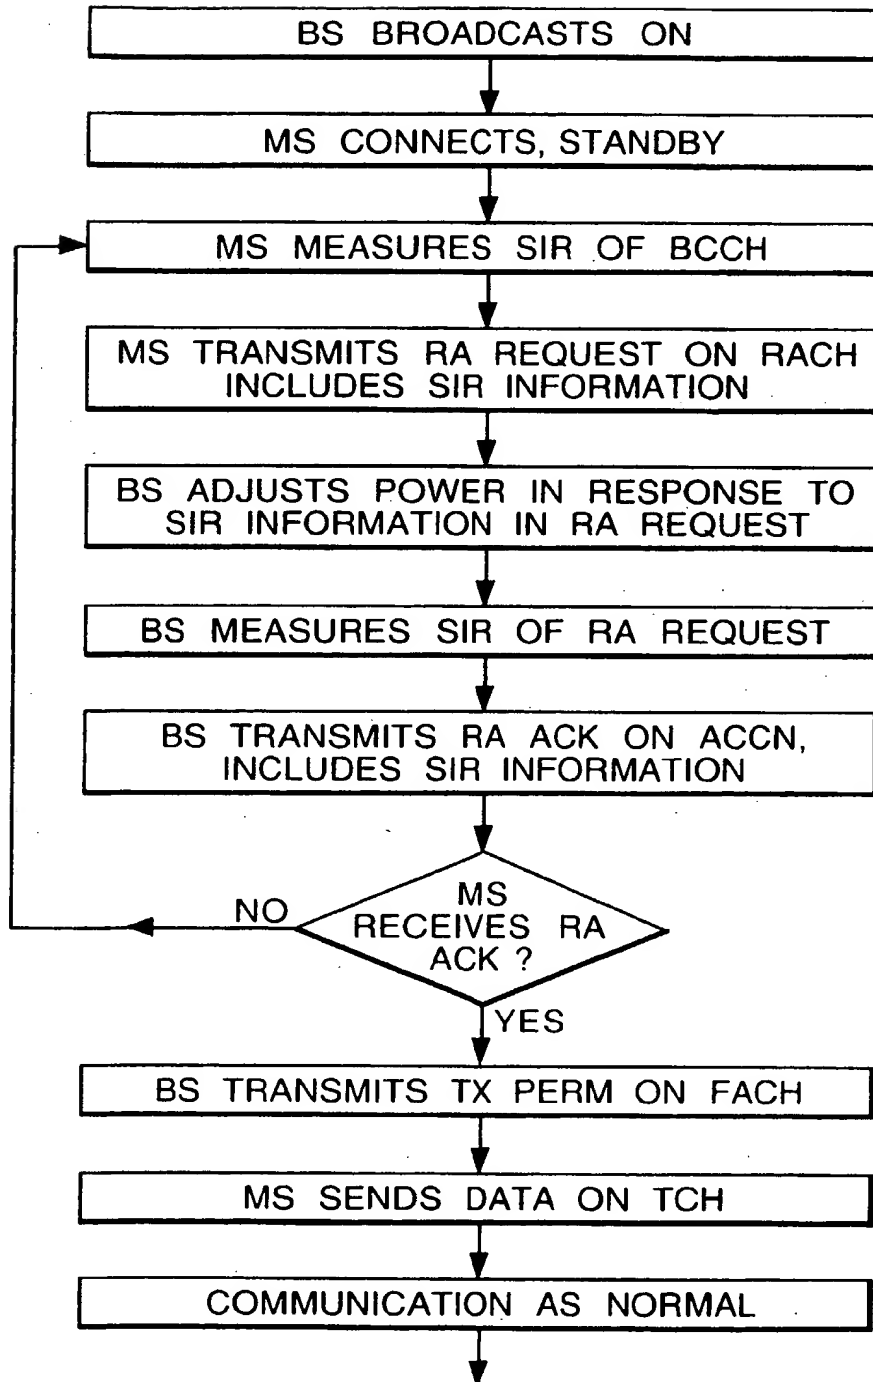 BS BROADCASTS ON
MS CONNECTS, STANDBY
MS MEASURES SIR OF BCCH
MS TRANSMITS RA REQUEST ON RACH
INCLUDES SIR INFORMATION
BS ADJUSTS POWER IN RESPONSE TO
SIR INFORMATION IN RA REQUEST
BS MEASURES SIR OF RA REQUEST
BS TRANSMITS RA ACK ON ACCN,
INCLUDES SIR INFORMATION
MS
RECEIVES RA
ACK ?
NO
YES
BS TRANSMITS TX PERM ON FACH
MS SENDS DATA ON TCH
COMMUNICATION AS NORMAL